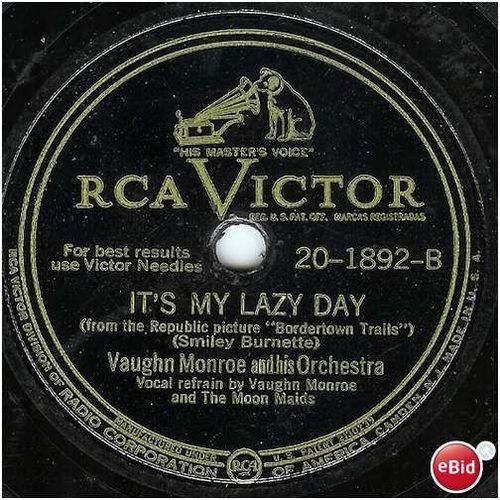 "HIS MASTER'S VOICE"
RCA VICTOR
REG. U. S. PAT. OFF. MARCAS REGISTRADAS
For best results
use Victor Needles
20-1892-B
IT'S MY LAZY DAY
(from the Republic picture "Bordertown Trails")
(Smiley Burnette)
Vaughn Monroe and his Orchestra
Vocal refrain by Vaughn Monroe
and The Moon Maids
MANUFACTURED UNDER
RCA
U. S. PATENT
RCA VICTOR DIVISION OF RADIO CORPORATION OF AMERICA, CAMDEN, N. J. MADE IN U. S. A.
eBid